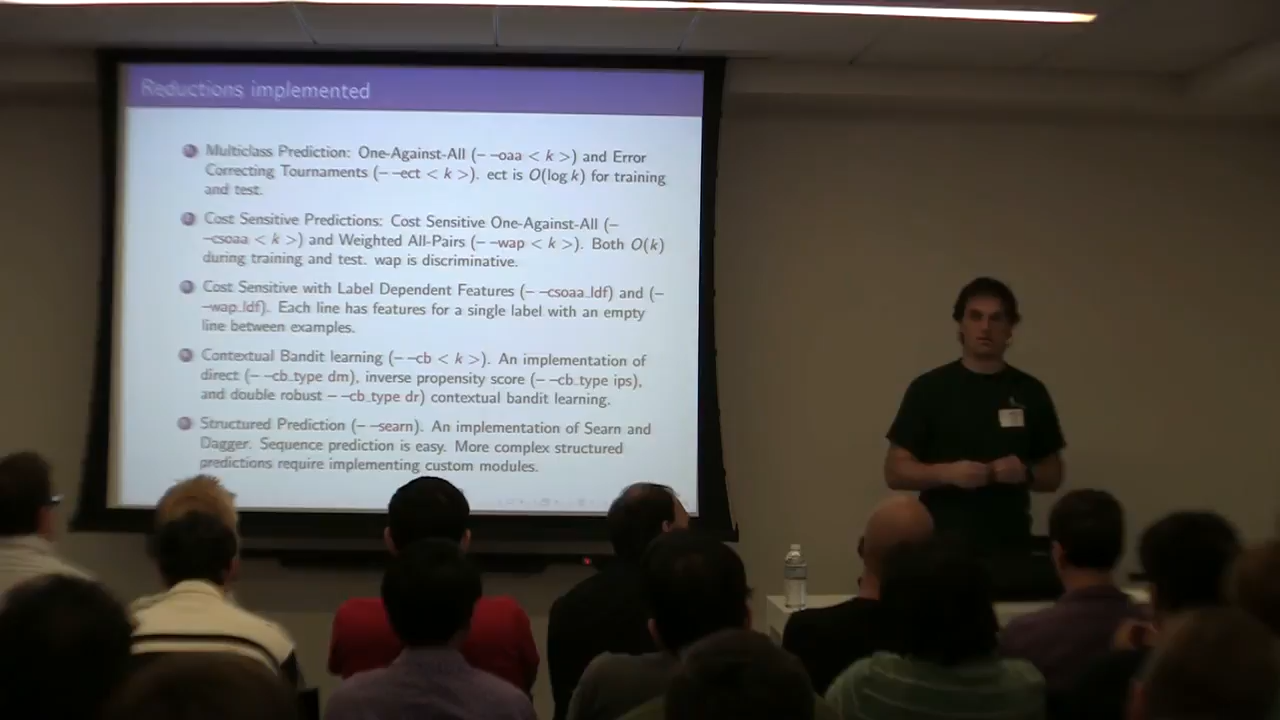 Reductions implemented
Multiclass Prediction: One-Against-All (- -oaa < k >) and Error
Correcting Tournaments (- -ect < k >). ect is O(log k) for training
and test.
Cost Sensitive Predictions: Cost Sensitive One-Against-All (-
-csoaa < k >) and Weighted All-Pairs (- -wap < k >). Both O(k)
during training and test. wap is discriminative.
Cost Sensitive with Label Dependent Features (- -csoaa_ldf) and (-
-wap_ldf). Each line has features for a single label with an empty
line between examples.
Contextual Bandit learning (- -cb < k >). An implementation of
direct (- -cb_type dm), inverse propensity score (- -cb_type ips),
and double robust - -cb_type dr) contextual bandit learning.
Structured Prediction (- -searn). An implementation of Searn and
Dagger. Sequence prediction is easy. More complex structured
predictions require implementing custom modules.